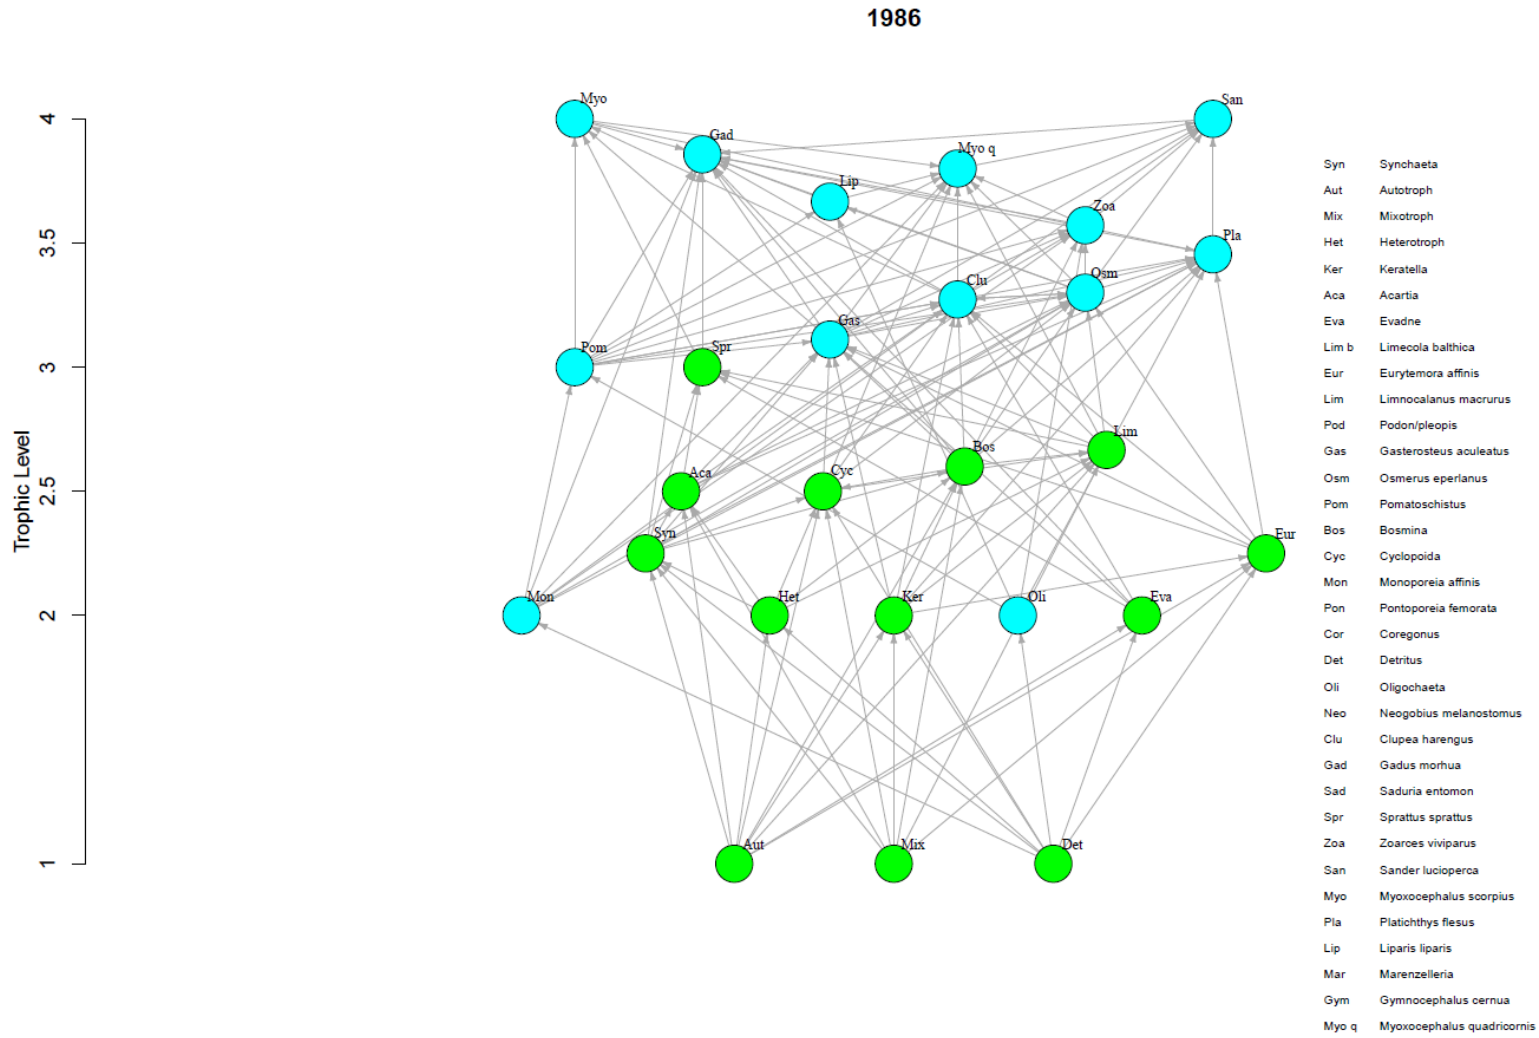 1986
Myo
San
4
Gad
Myo q
Lip
Zoa
3.5
Pla
Clu
Osm
Gas
Pom
Spr
3
Lim
Bos
Aca
Cyc
2.5
Syn
Eur
Mon
Het
Ker
Oli
Eva
2
Aut
Mix
Det
1
Trophic Level
Syn Synchaeta
Aut Autotroph
Mix Mixotroph
Het Heterotroph
Ker Keratella
Aca Acartia
Eva Evadne
Lim b Limecola balthica
Eur Eurytemora affinis
Lim Limnocalanus macrurus
Pod Podon/pleopis
Gas Gasterosteus aculeatus
Osm Osmerus eperlanus
Pom Pomatoschistus
Bos Bosmina
Cyc Cyclopoida
Mon Monoporeia affinis
Pon Pontoporeia femorata
Cor Coregonus
Det Detritus
Oli Oligochaeta
Neo Neogobius melanostomus
Clu Clupea harengus
Gad Gadus morhua
Sad Saduria entomon
Spr Sprattus sprattus
Zoa Zoarces viviparus
San Sander lucioperca
Myo Myoxocephalus scorpius
Pla Platichthys flesus
Lip Liparis liparis
Mar Marenzelleria
Gym Gymnocephalus cernua
Myo q Myoxocephalus quadricornis